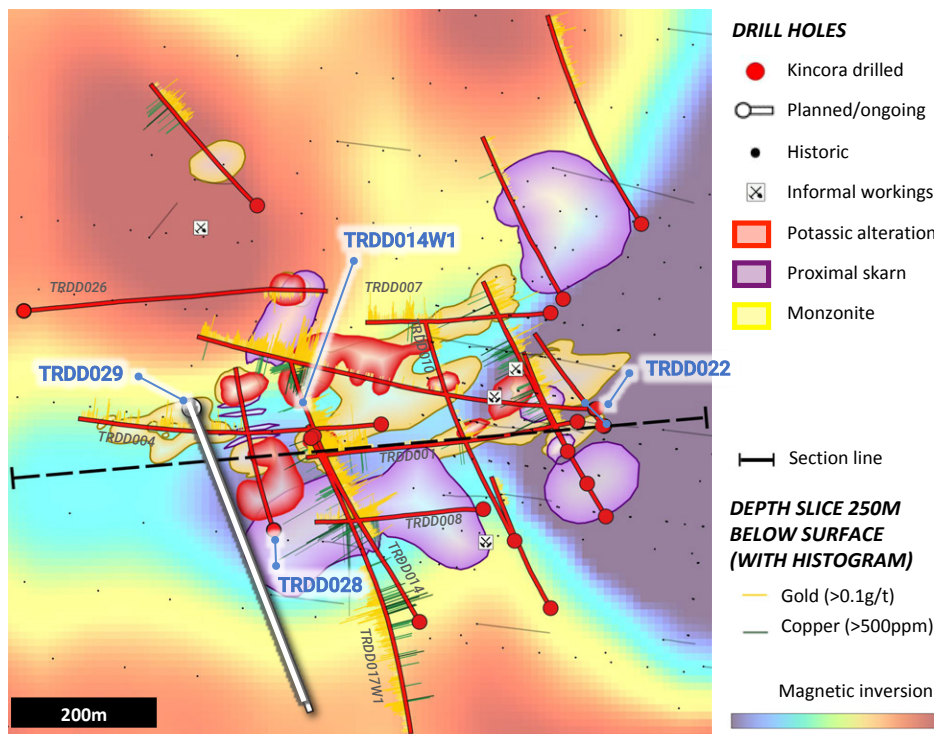 DRILL HOLES
Kincora drilled
Planned/ongoing
Historic
Informal workings
Potassic alteration
Proximal skarn
Monzonite
Section line
DEPTH SLICE 250M
BELOW SURFACE
(WITH HISTOGRAM)
Gold (>0.1g/t)
Copper (>500ppm)
Magnetic inversion
TRDD014W1
TRDD026
TRDD007
TRDD010
TRDD029
TRDD022
TRDD004
TRDD001
TRDD008
TRDD014
TRDD028
TRDD017W1
200m